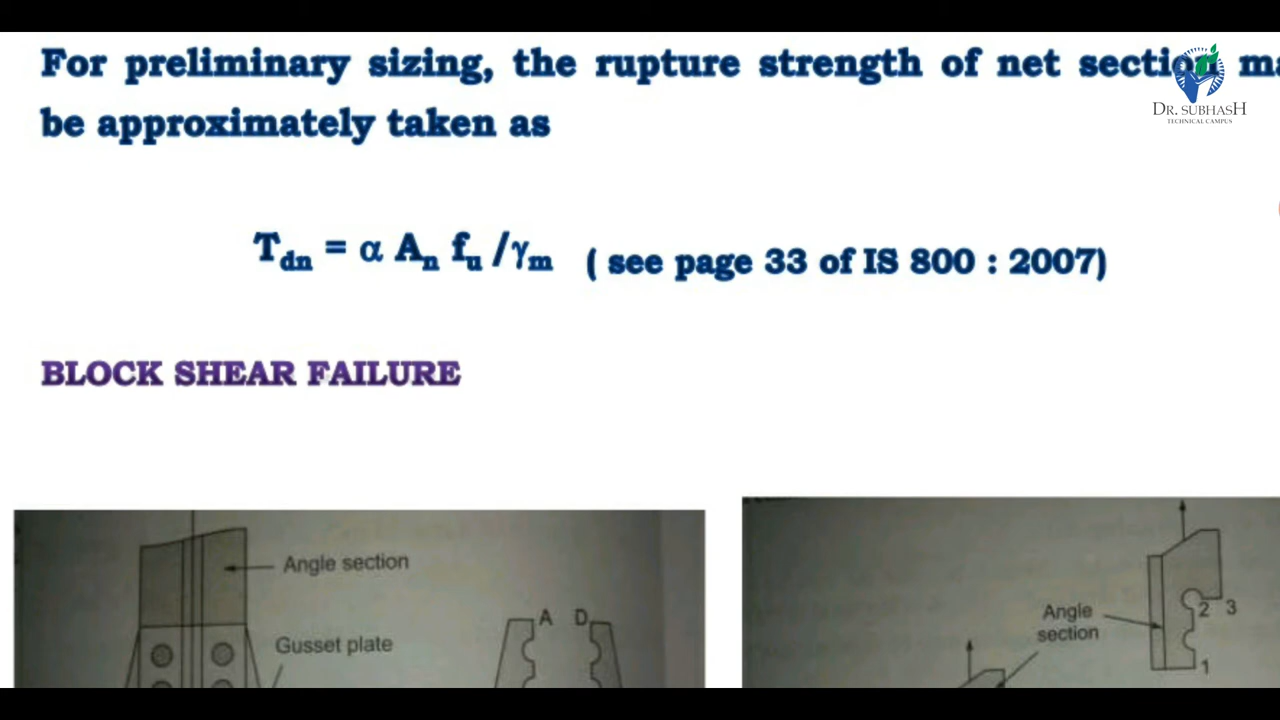 For preliminary sizing, the rupture strength of net section
be approximately taken as
DR. SUBHASH
TECHNICAL CAMPUS
Tdn = α An fu /γm ( see page 33 of IS 800 : 2007)
BLOCK SHEAR FAILURE
Angle section
Gusset plate
A D
Angle
section
2 3
1